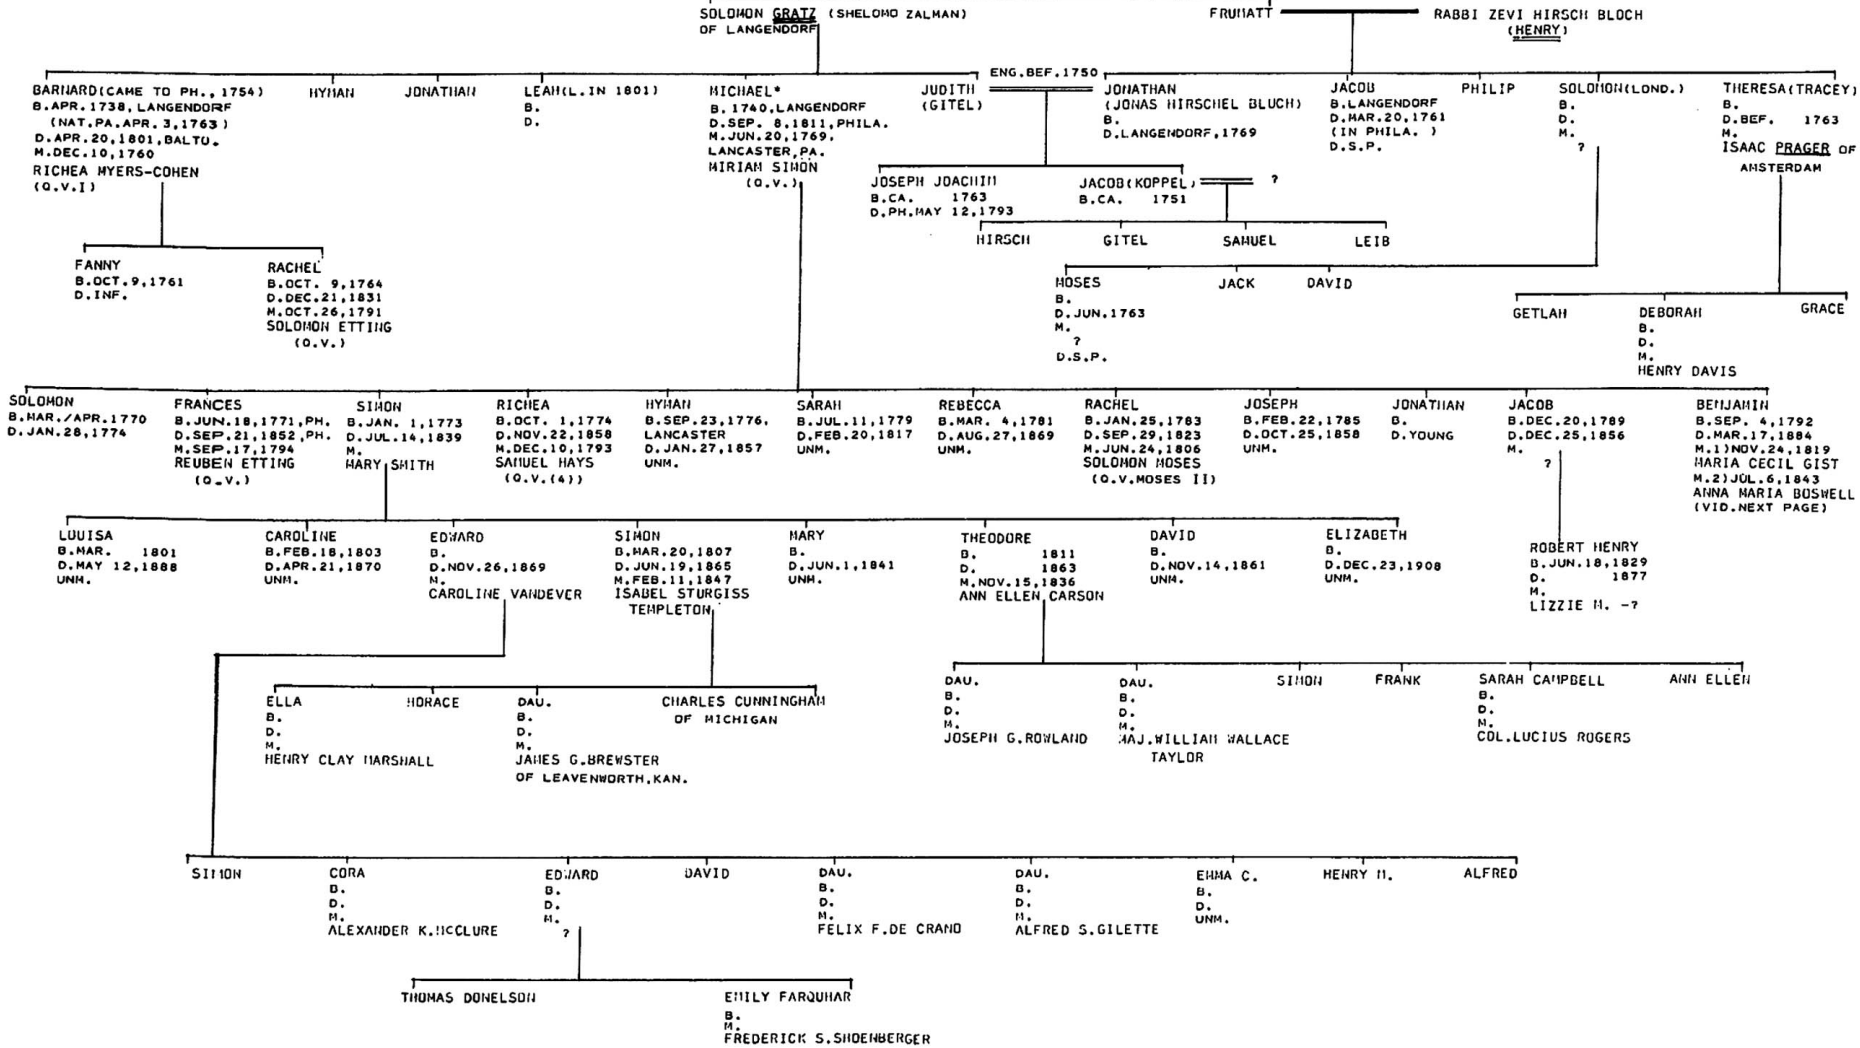 SOLOMON GRATZ (SHELOMO ZALMAN)
OF LANGENDORF
FRUMATT
RABBI ZEVI HIRSCH BLOCH
(HENRY)
ENG.BEF.1750
BARNARD(CAME TO PH., 1754)
B.APR.1738, LANGENDORF
(NAT.PA.APR. 3,1763)
D.APR.20,1801,BALTO.
M.DEC.10,1760
RICHEA MYERS-COHEN
(Q.V.I)
HYMAN
JONATHAN
LEAH(L.IN 1801)
B.
D.
MICHAEL*
B. 1740,LANGENDORF
D.SEP. 8,1811,PHILA.
M.JUN.20,1769,
LANCASTER,PA.
MIRIAM SIMON
(Q.V.)
JUDITH
(GITEL)
JONATHAN
(JONAS HIRSCHEL BLUCH)
B.
D.LANGENDORF,1769
JACOB
B.LANGENDORF
D.MAR.20,1761
(IN PHILA. )
D.S.P.
PHILIP
SOLOMON(LOND.)
B.
D.
M.
?
THERESA(TRACEY)
B.
D.BEF. 1763
M.
ISAAC PRAGER OF
AMSTERDAM
JOSEPH JOACHIM
B.CA. 1763
D.PH.MAY 12,1793
JACOB(KOPPEL)
B.CA. 1751
?
HIRSCH
GITEL
SAMUEL
LEIB
FANNY
B.OCT.9,1761
D.INF.
RACHEL
B.OCT. 9,1764
D.DEC.21,1831
M.OCT.26,1791
SOLOMON ETTING
(Q.V.)
MOSES
B.
D.JUN.1763
M.
?
D.S.P.
JACK
DAVID
GETLAH
DEBORAH
B.
D.
M.
HENRY DAVIS
GRACE
SOLOMON
B.MAR./APR.1770
D.JAN.28,1774
FRANCES
B.JUN.18,1771,PH.
D.SEP.21,1852,PH.
M.SEP.17,1794
REUBEN ETTING
(Q.V.)
SIMON
B.JAN. 1,1773
D.JUL.14,1839
M.
MARY SMITH
RICHEA
B.OCT. 1,1774
D.NOV.22,1858
M.DEC.10,1793
SAMUEL HAYS
(Q.V.(4))
HYMAN
B.SEP.23,1776,
LANCASTER
D.JAN.27,1857
UNM.
SARAH
B.JUL.11,1779
D.FEB.20,1817
UNM.
REBECCA
B.MAR. 4,1781
D.AUG.27,1869
UNM.
RACHEL
B.JAN.25,1783
D.SEP.29,1823
M.JUN.24,1806
SOLOMON MOSES
(Q.V.MOSES II)
JOSEPH
B.FEB.22,1785
D.OCT.25,1858
UNM.
JONATHAN
B.
D.YOUNG
JACOB
B.DEC.20,1789
D.DEC.25,1856
M.
?
BENJAMIN
B.SEP. 4,1792
D.MAR.17,1884
M.1)NOV.24,1819
MARIA CECIL GIST
M.2)JUL.6,1843
ANNA MARIA BOSWELL
(VID.NEXT PAGE)
LOUISA
B.MAR. 1801
D.MAY 12,1888
UNM.
CAROLINE
B.FEB.18,1803
D.APR.21,1870
UNM.
EDWARD
B.
D.NOV.26,1869
M.
CAROLINE VANDEVER
SIMON
B.MAR.20,1807
D.JUN.19,1865
M.FEB.11,1847
ISABEL STURGISS
TEMPLETON
MARY
B.
D.JUN.1,1841
UNM.
THEODORE
B. 1811
D. 1863
M.NOV.15,1836
ANN ELLEN CARSON
DAVID
B.
D.NOV.14,1861
UNM.
ELIZABETH
B.
D.DEC.23,1908
UNM.
ROBERT HENRY
B.JUN.18,1829
D. 1877
M.
LIZZIE M. -?
ELLA
B.
D.
M.
HENRY CLAY MARSHALL
HORACE
DAU.
B.
D.
M.
JAMES G.BREWSTER
OF LEAVENWORTH,KAN.
CHARLES CUNNINGHAM
OF MICHIGAN
DAU.
B.
D.
M.
JOSEPH G.ROWLAND
DAU.
B.
D.
M.
MAJ.WILLIAM WALLACE
TAYLOR
SIMON
FRANK
SARAH CAMPBELL
B.
D.
M.
COL.LUCIUS ROGERS
ANN ELLEN
SIMON
CORA
B.
D.
M.
ALEXANDER K.MCCLURE
EDWARD
B.
D.
M.
?
DAVID
DAU.
B.
D.
M.
FELIX F.DE CRANO
DAU.
B.
D.
M.
ALFRED S.GILETTE
EMMA C.
B.
D.
UNM.
HENRY M.
ALFRED
THOMAS DONELSON
EMILY FARQUHAR
B.
M.
FREDERICK S.SHOENBERGER